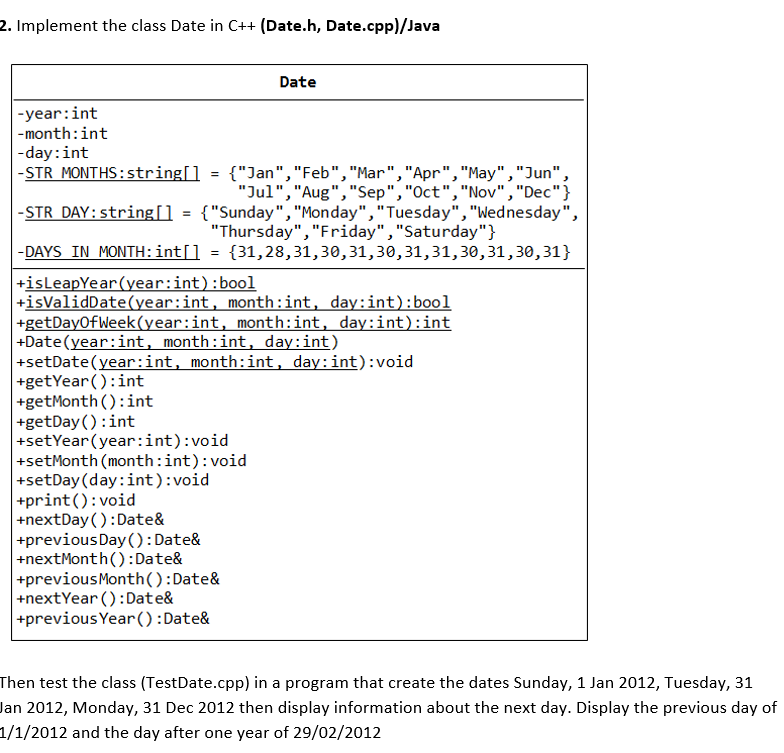 2. Implement the class Date in C++ (Date.h, Date.cpp)/Java
Date
-year:int
-month:int
-day:int
-STR_MONTHS:string[] = {"Jan","Feb","Mar","Apr","May","Jun",
"Jul","Aug","Sep","Oct","Nov","Dec"}
-STR_DAY:string[] = {"Sunday","Monday","Tuesday","Wednesday",
"Thursday","Friday","Saturday"}
-DAYS_IN_MONTH:int[] = {31,28,31,30,31,30,31,31,30,31,30,31}
+isLeapYear(year:int):bool
+isValidDate(year:int, month:int, day:int):bool
+getDayOfWeek(year:int, month:int, day:int):int
+Date(year:int, month:int, day:int)
+setDate(year:int, month:int, day:int):void
+getYear():int
+getMonth():int
+getDay():int
+setYear(year:int):void
+setMonth(month:int):void
+setDay(day:int):void
+print():void
+nextDay():Date&
+previousDay():Date&
+nextMonth():Date&
+previousMonth():Date&
+nextYear():Date&
+previousYear():Date&
Then test the class (TestDate.cpp) in a program that create the dates Sunday, 1 Jan 2012, Tuesday, 31
Jan 2012, Monday, 31 Dec 2012 then display information about the next day. Display the previous day of
1/1/2012 and the day after one year of 29/02/2012